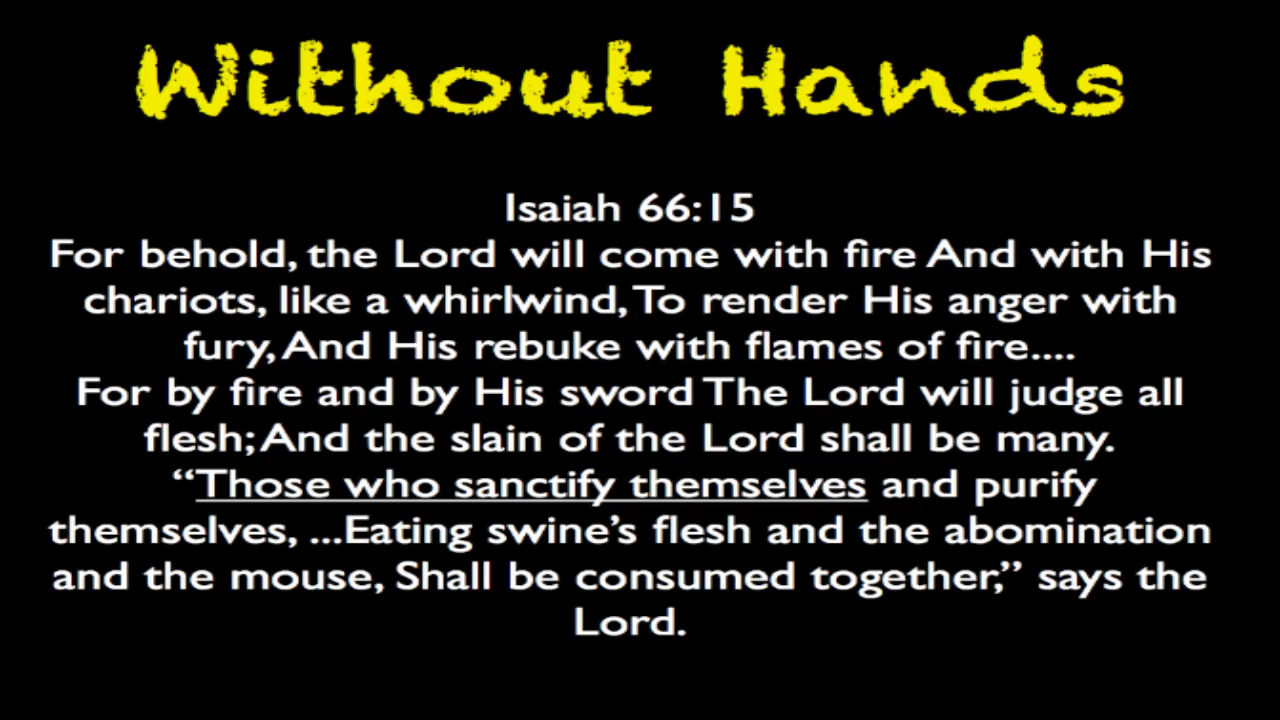 Without Hands
Isaiah 66:15
For behold, the Lord will come with fire And with His
chariots, like a whirlwind, To render His anger with
fury, And His rebuke with flames of fire....
For by fire and by His sword The Lord will judge all
flesh; And the slain of the Lord shall be many.
“Those who sanctify themselves and purify
themselves, ...Eating swine’s flesh and the abomination
and the mouse, Shall be consumed together,” says the
Lord.